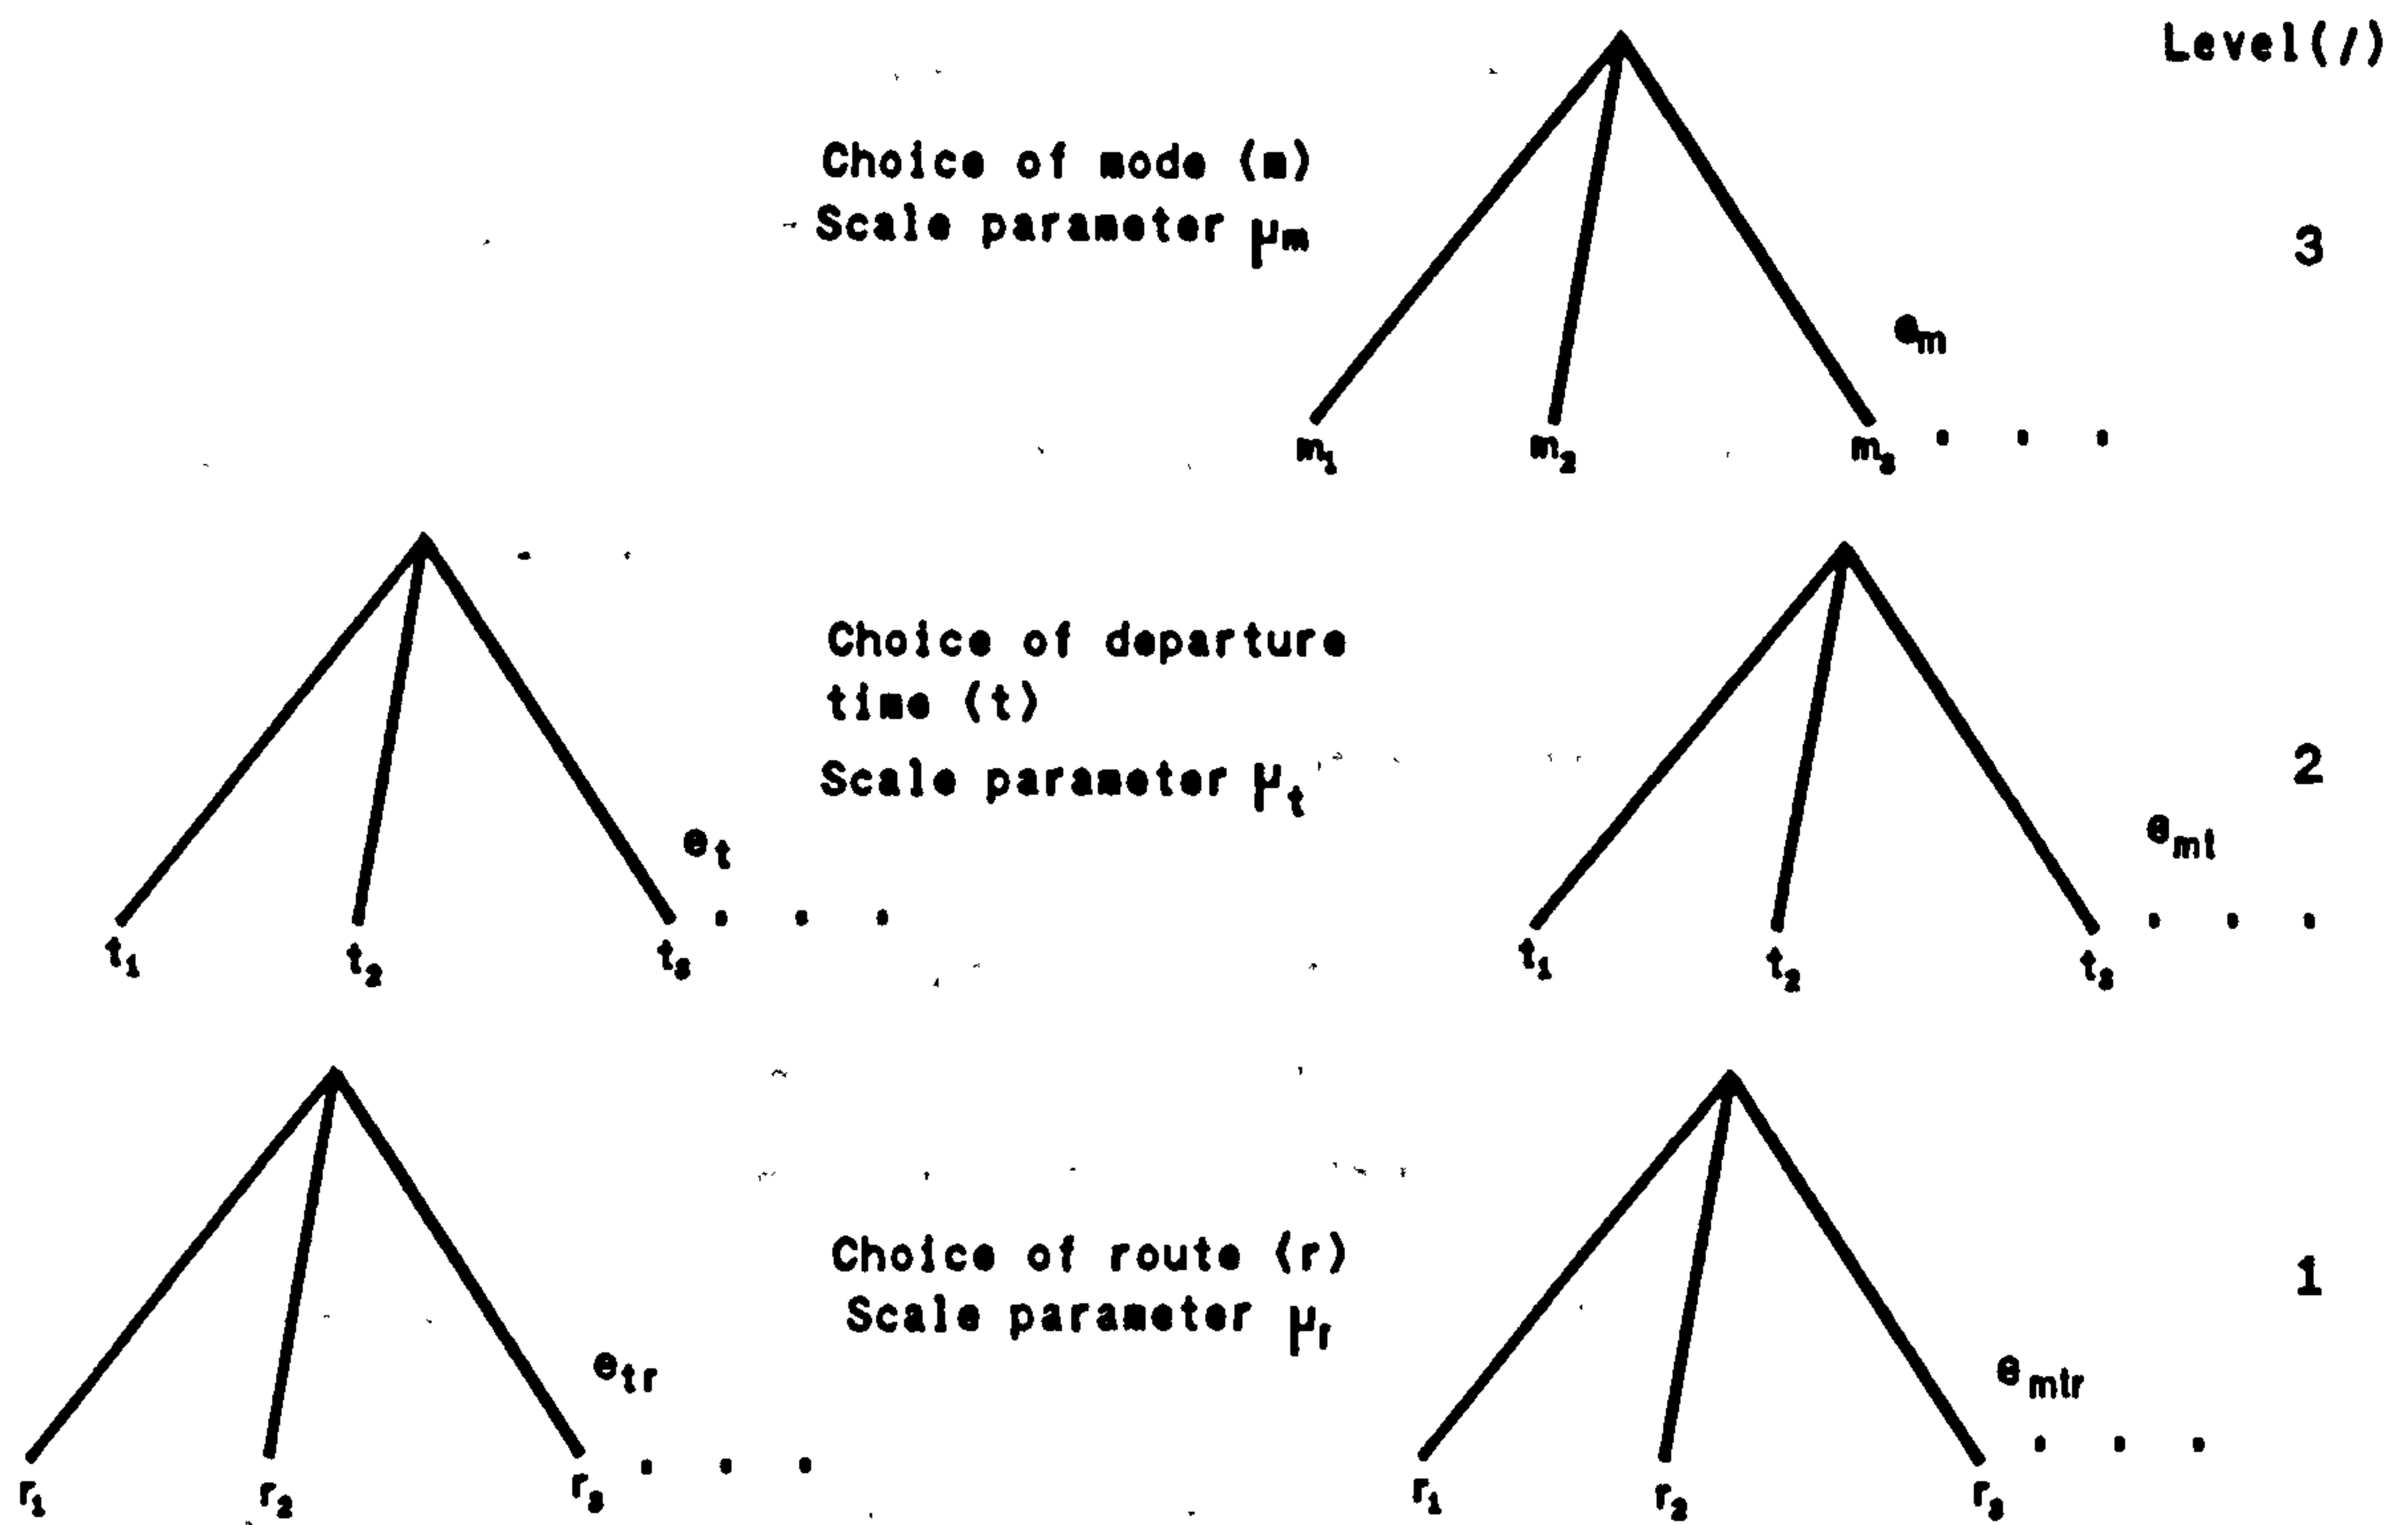 Level(l)
Choice of mode (m)
Scale parameter μm
3
em
m1 m2 m3 . . .
Choice of departure
time (t)
Scale parameter μt
2
et
emt
t1 t2 t3 . . .
t1 t2 t3 . . .
Choice of route (r)
Scale parameter μr
1
etr
emtr
r1 r2 r3 . . .
r1 r2 r3 . . .